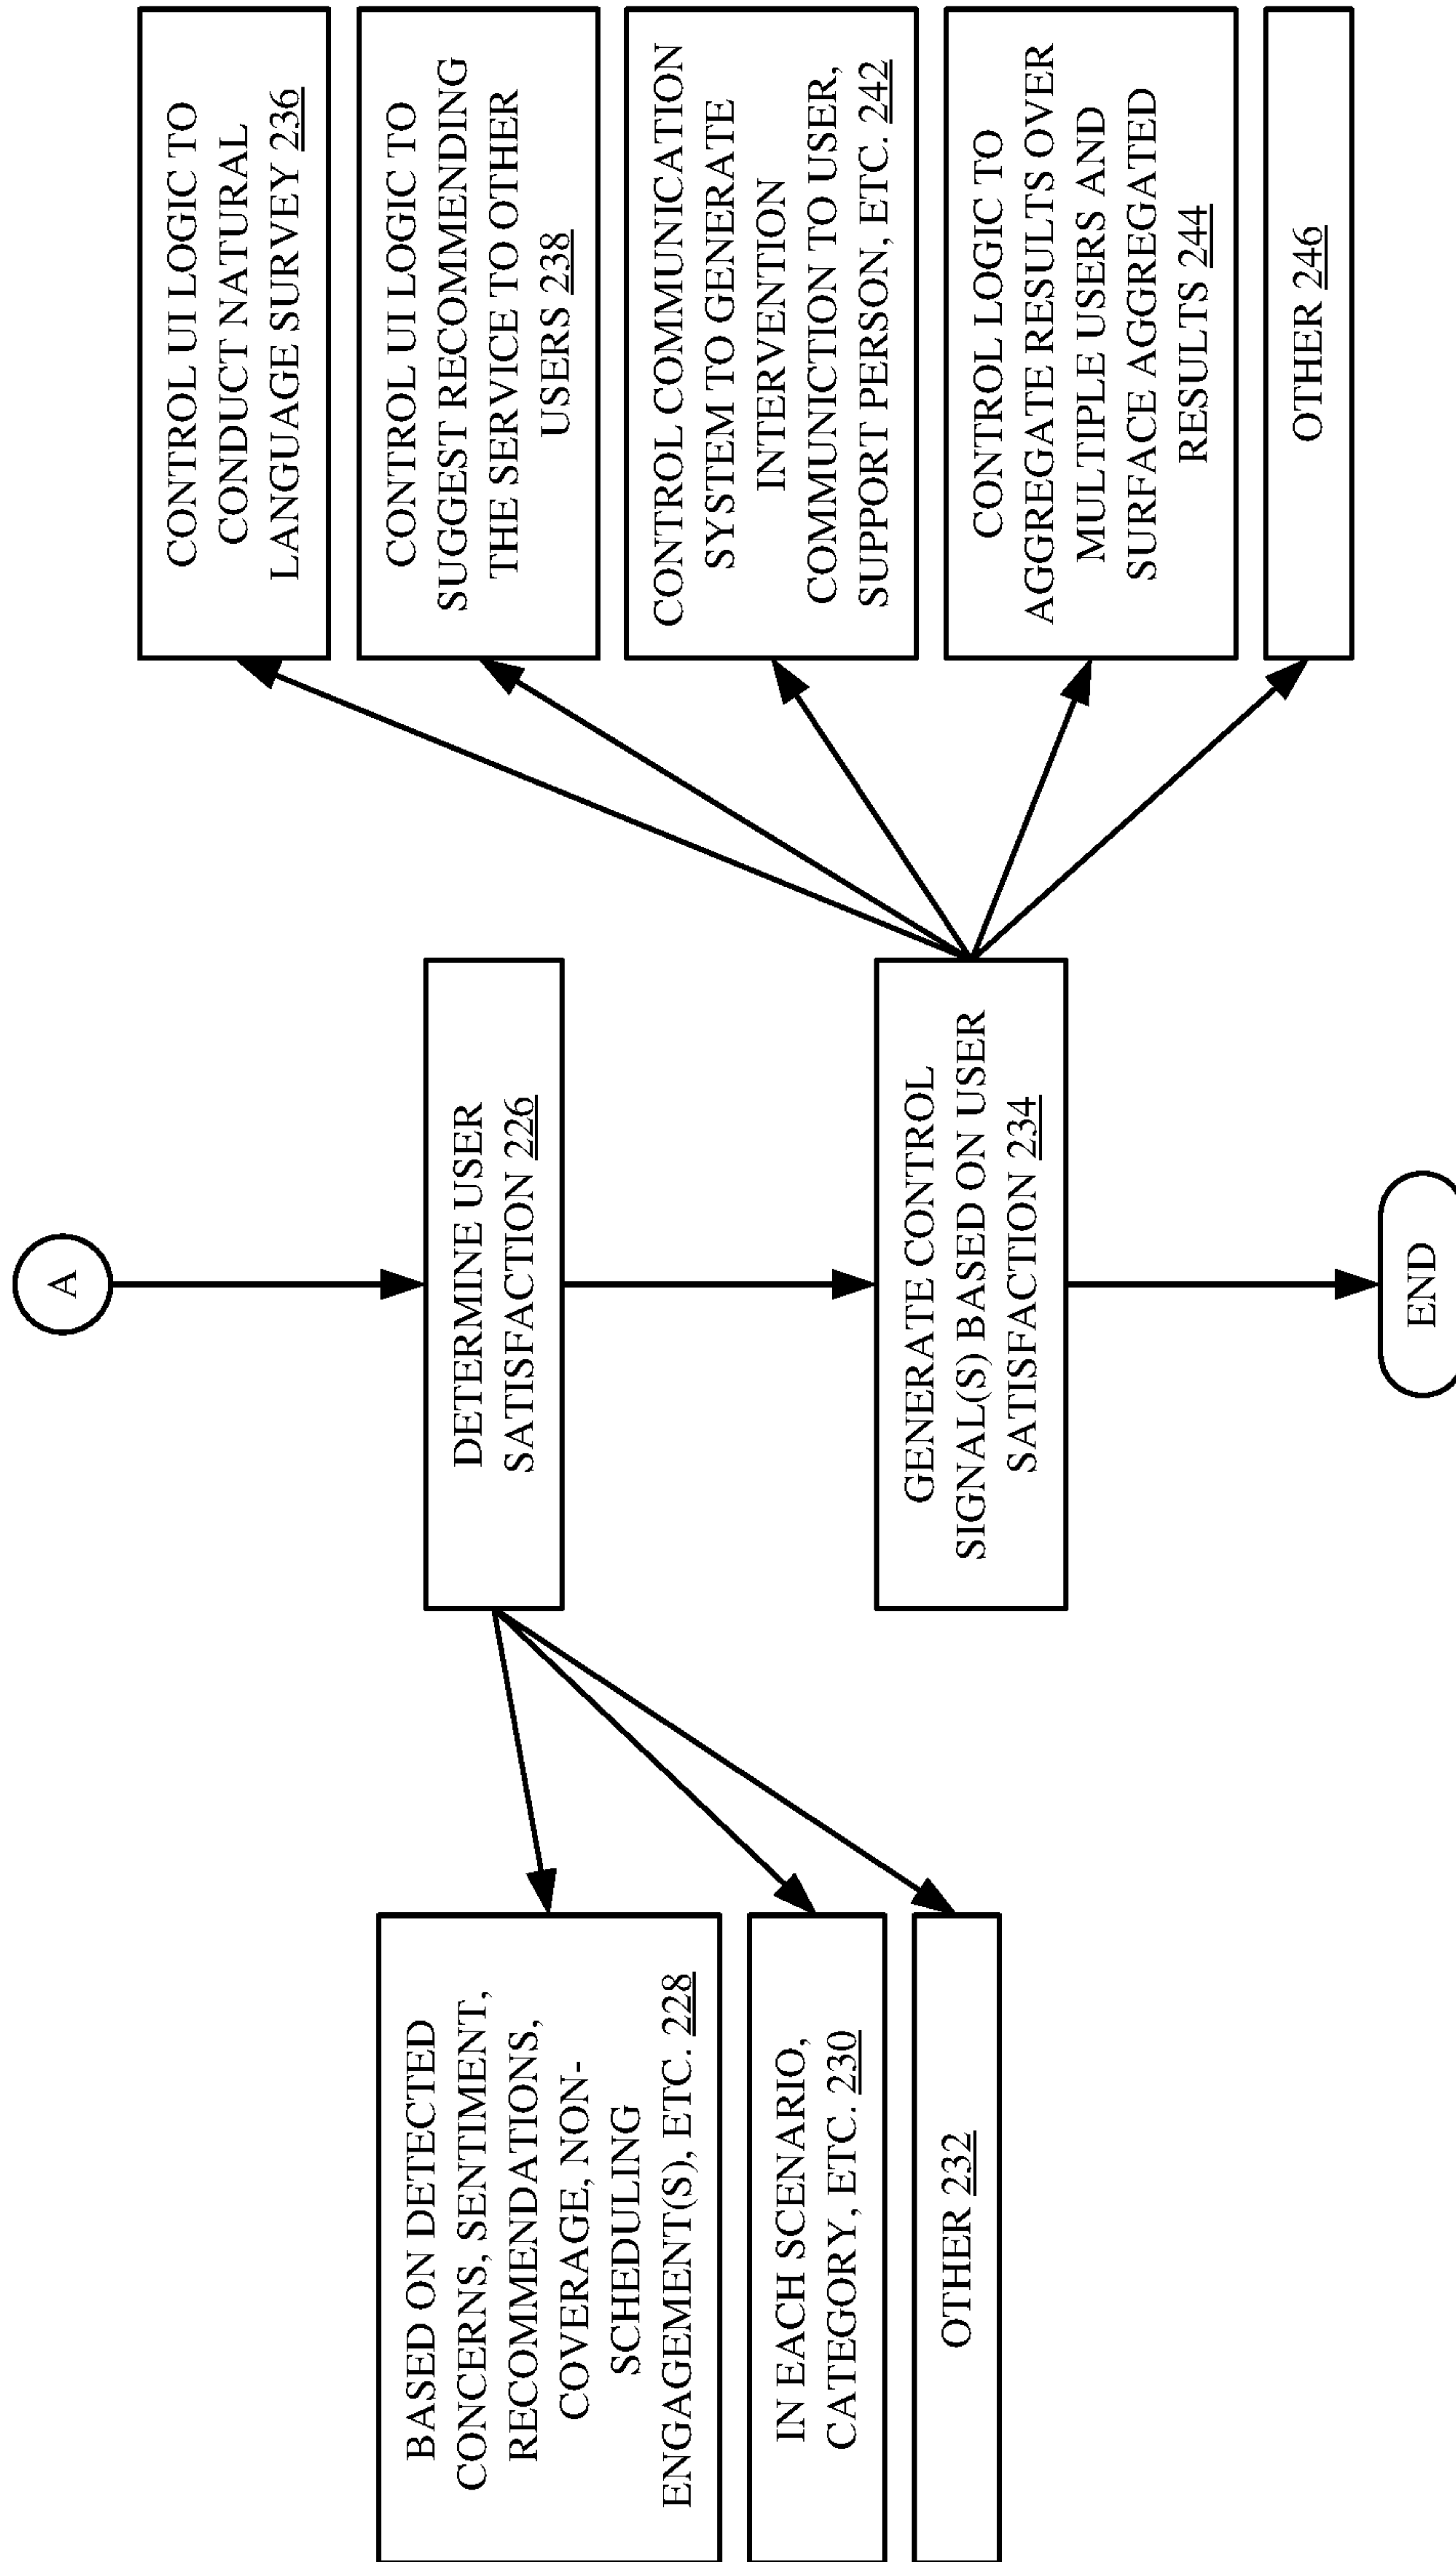 A
DETERMINE USER
SATISFACTION 226
BASED ON DETECTED
CONCERNS, SENTIMENT,
RECOMMENDATIONS,
COVERAGE, NON-
SCHEDULING
ENGAGEMENT(S), ETC. 228
IN EACH SCENARIO,
CATEGORY, ETC. 230
OTHER 232
GENERATE CONTROL
SIGNAL(S) BASED ON USER
SATISFACTION 234
CONTROL UI LOGIC TO
CONDUCT NATURAL
LANGUAGE SURVEY 236
CONTROL UI LOGIC TO
SUGGEST RECOMMENDING
THE SERVICE TO OTHER
USERS 238
CONTROL COMMUNICATION
SYSTEM TO GENERATE
INTERVENTION
COMMUNICTION TO USER,
SUPPORT PERSON, ETC. 242
CONTROL LOGIC TO
AGGREGATE RESULTS OVER
MULTIPLE USERS AND
SURFACE AGGREGATED
RESULTS 244
OTHER 246
END